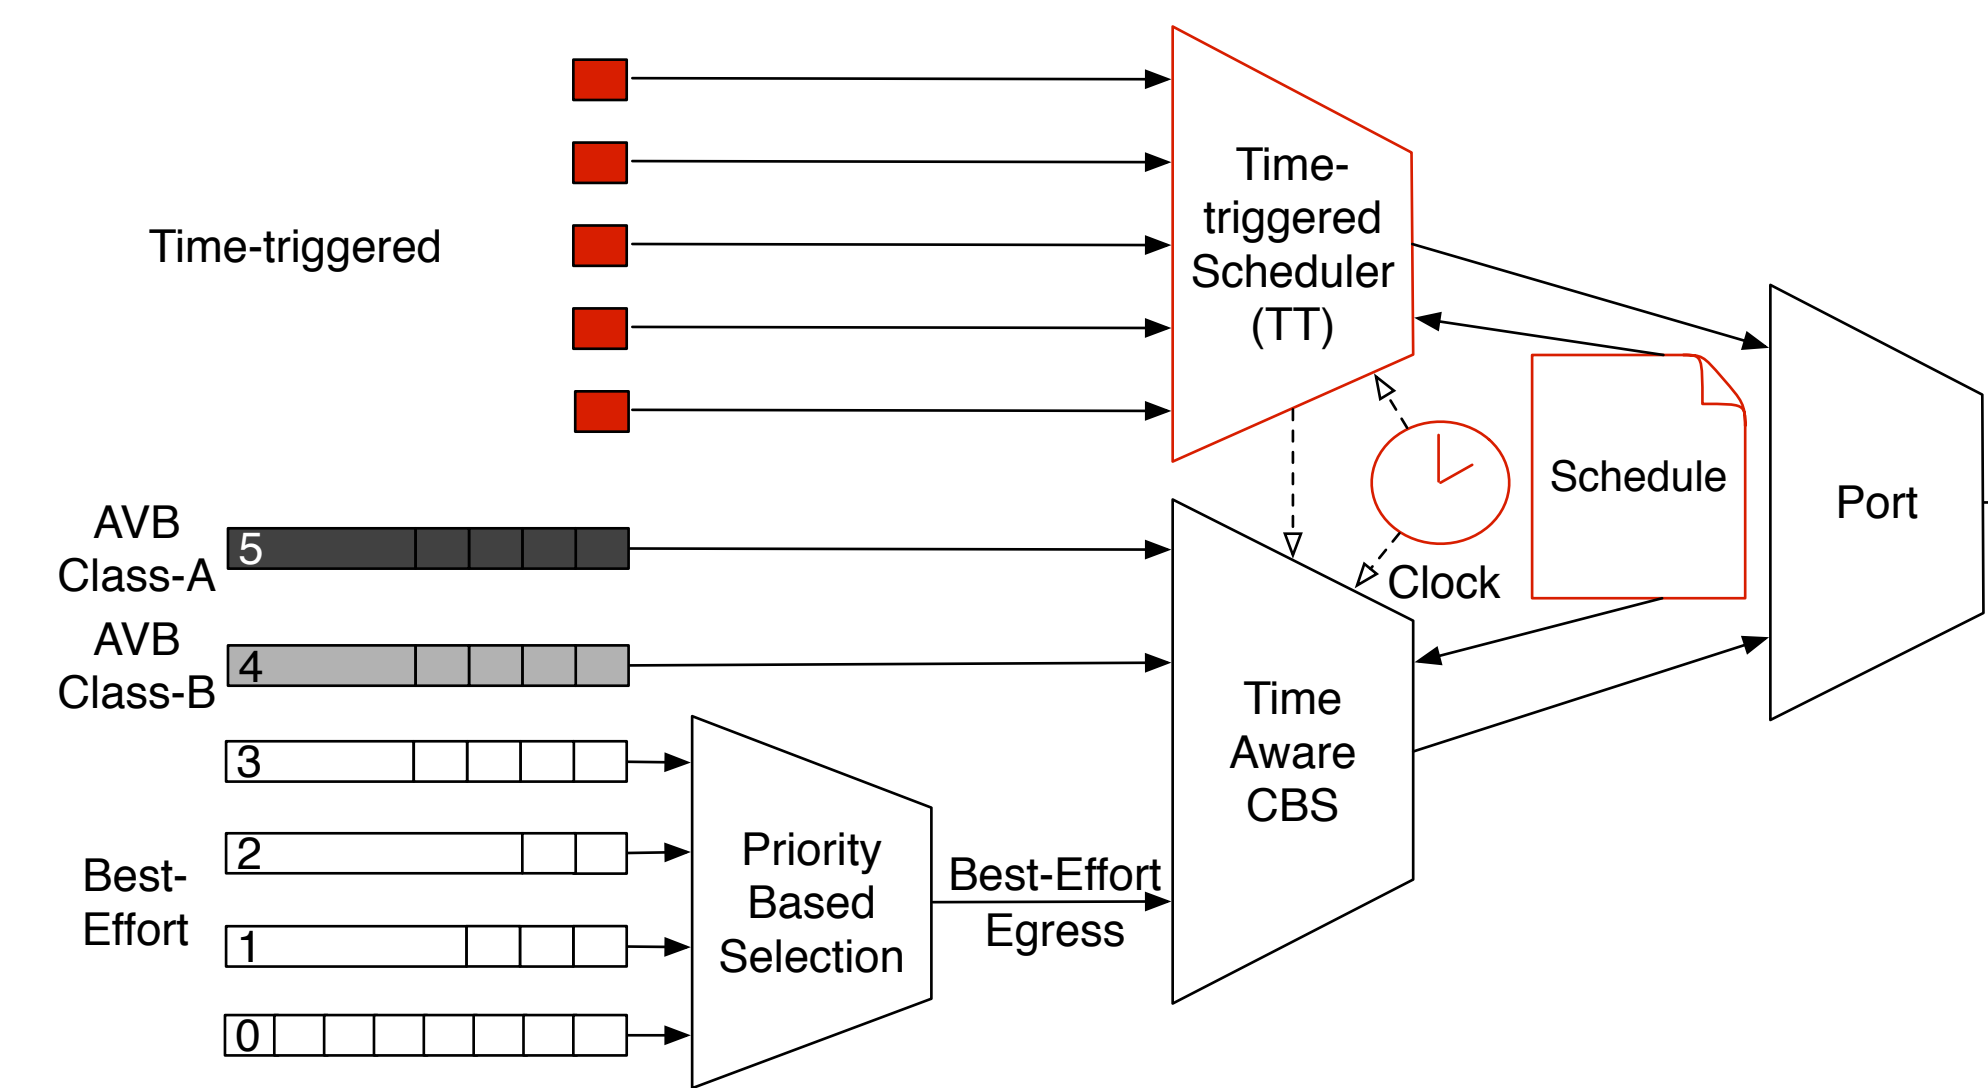 Time-triggered
Time-
triggered
Scheduler
(TT)
Schedule
Clock
Port
AVB
Class-A
5
AVB
Class-B
4
3
2
1
0
Best-
Effort
Priority
Based
Selection
Best-Effort
Egress
Time
Aware
CBS